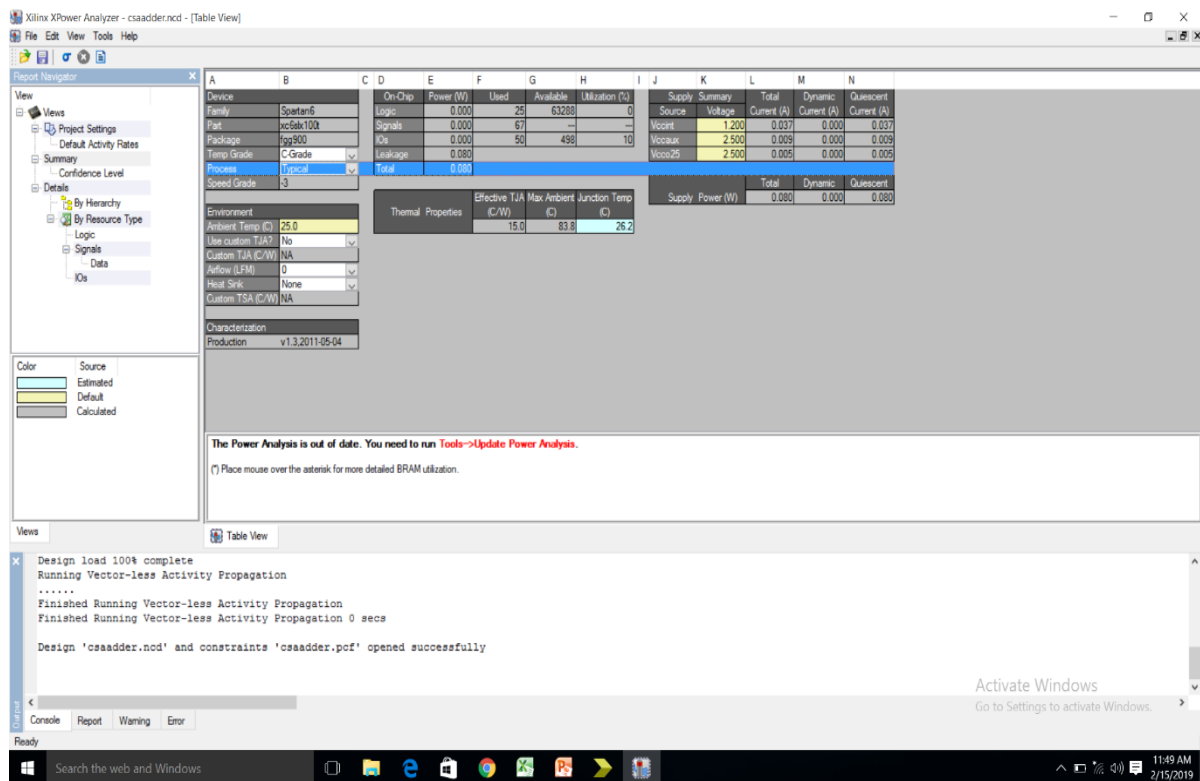 Xilinx XPower Analyzer - csaadder.ncd - [Table View]
File Edit View Tools Help
Report Navigator
View
Views
Project Settings
Default Activity Rates
Summary
Confidence Level
Details
By Hierarchy
By Resource Type
Logic
Signals
Data
IOs
A B C D E F G H I J K L M N
Device
Family Spartan6
Part xc6slx100t
Package fgg900
Temp Grade C-Grade
Process Typical
Speed Grade -3
Environment
Ambient Temp (C) 25.0
Use custom TJA? No
Custom TJA (C/W) NA
Airflow (LFM) 0
Heat Sink None
Custom TSA (C/W) NA
Characterization
Production v1.3,2011-05-04
On-Chip Power (W) Used Available Utilization (%)
Logic 0.000 25 63288 0
Signals 0.000 67 --- ---
IOs 0.000 50 498 10
Leakage 0.080
Total 0.080
Effective TJA Max Ambient Junction Temp
Thermal Properties (C/W) (C) (C)
15.0 83.8 26.2
Supply Summary Total Dynamic Quiescent
Source Voltage Current (A) Current (A) Current (A)
Vccint 1.200 0.037 0.000 0.037
Vccaux 2.500 0.009 0.000 0.009
Vcco25 2.500 0.005 0.000 0.005
Total Dynamic Quiescent
Supply Power (W) 0.080 0.000 0.080
Color Source
Estimated
Default
Calculated
The Power Analysis is out of date. You need to run Tools->Update Power Analysis.
(*) Place mouse over the asterisk for more detailed BRAM utilization.
Views
Table View
Design load 100% complete
Running Vector-less Activity Propagation
......
Finished Running Vector-less Activity Propagation
Finished Running Vector-less Activity Propagation 0 secs
Design 'csaadder.ncd' and constraints 'csaadder.pcf' opened successfully
Output
Console Report Warning Error
Ready
Activate Windows
Go to Settings to activate Windows.
Search the web and Windows
11:49 AM
2/15/2019